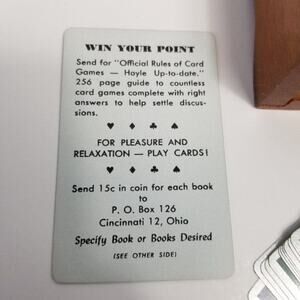 WIN YOUR POINT
Send for "Official Rules of Card
Games — Hoyle Up-to-date."
256 page guide to countless
card games complete with right
answers to help settle discus-
sions.
♥ ♦ ♣ ♠
FOR PLEASURE AND
RELAXATION — PLAY CARDS!
♥ ♦ ♣ ♠
Send 15c in coin for each book
to
P. O. Box 126
Cincinnati 12, Ohio
Specify Book or Books Desired
(SEE OTHER SIDE)